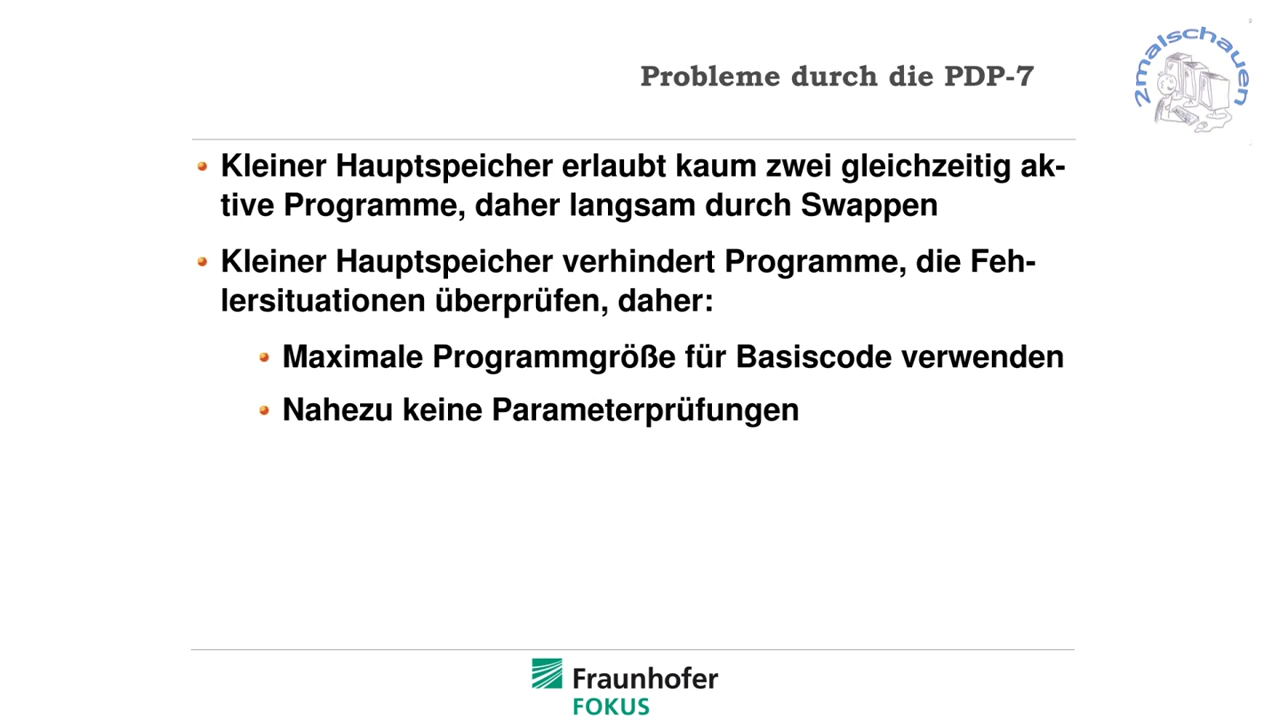 Probleme durch die PDP-7
2malschauen
Kleiner Hauptspeicher erlaubt kaum zwei gleichzeitig ak-
tive Programme, daher langsam durch Swappen
Kleiner Hauptspeicher verhindert Programme, die Feh-
lersituationen überprüfen, daher:
Maximale Programmgröße für Basiscode verwenden
Nahezu keine Parameterprüfungen
Fraunhofer
FOKUS